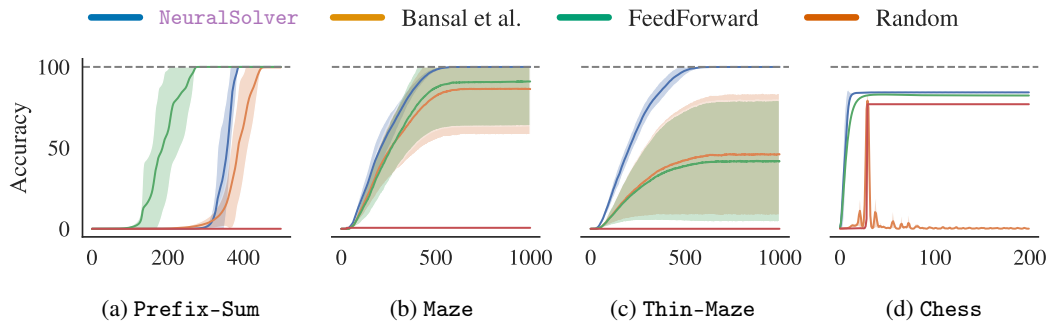 NeuralSolver Bansal et al. FeedForward Random
Accuracy
100
50
0
0 200 400
0 500 1000
0 500 1000
0 100 200
(a) Prefix-Sum (b) Maze (c) Thin-Maze (d) Chess